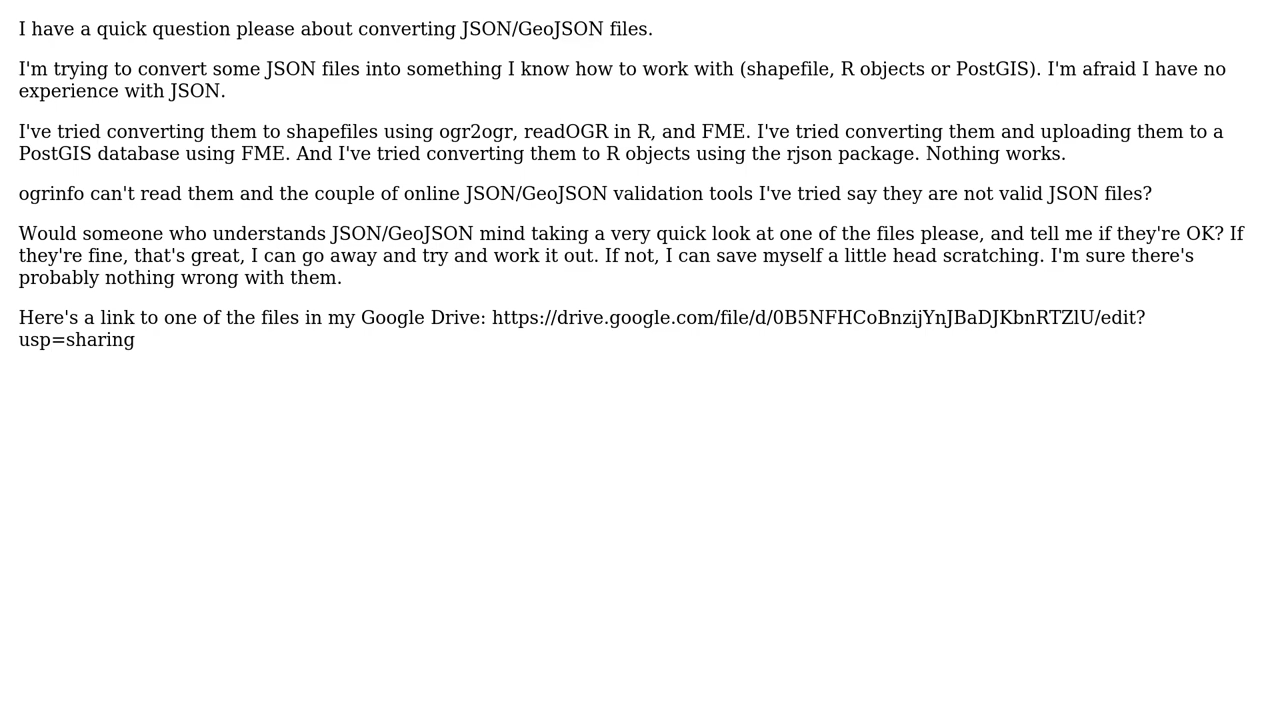 I have a quick question please about converting JSON/GeoJSON files.
I'm trying to convert some JSON files into something I know how to work with (shapefile, R objects or PostGIS). I'm afraid I have no
experience with JSON.
I've tried converting them to shapefiles using ogr2ogr, readOGR in R, and FME. I've tried converting them and uploading them to a
PostGIS database using FME. And I've tried converting them to R objects using the rjson package. Nothing works.
ogrinfo can't read them and the couple of online JSON/GeoJSON validation tools I've tried say they are not valid JSON files?
Would someone who understands JSON/GeoJSON mind taking a very quick look at one of the files please, and tell me if they're OK? If
they're fine, that's great, I can go away and try and work it out. If not, I can save myself a little head scratching. I'm sure there's
probably nothing wrong with them.
Here's a link to one of the files in my Google Drive: https://drive.google.com/file/d/0B5NFHCoBnzijYnJBaDJKbnRTZlU/edit?
usp=sharing